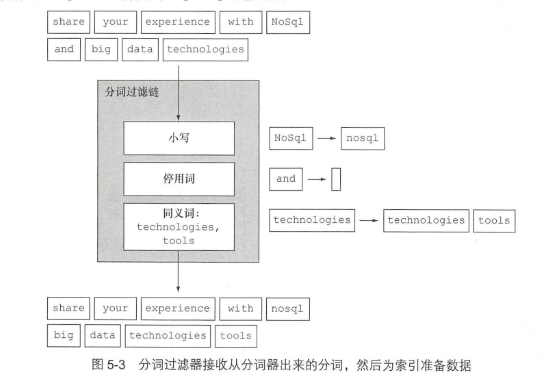 share your experience with NoSql
and big data technologies
分词过滤链
小写
NoSql nosql
停用词
and
同义词:
technologies,
tools
technologies technologies tools
share your experience with nosql
big data technologies tools
图 5-3 分词过滤器接收从分词器出来的分词，然后为索引准备数据